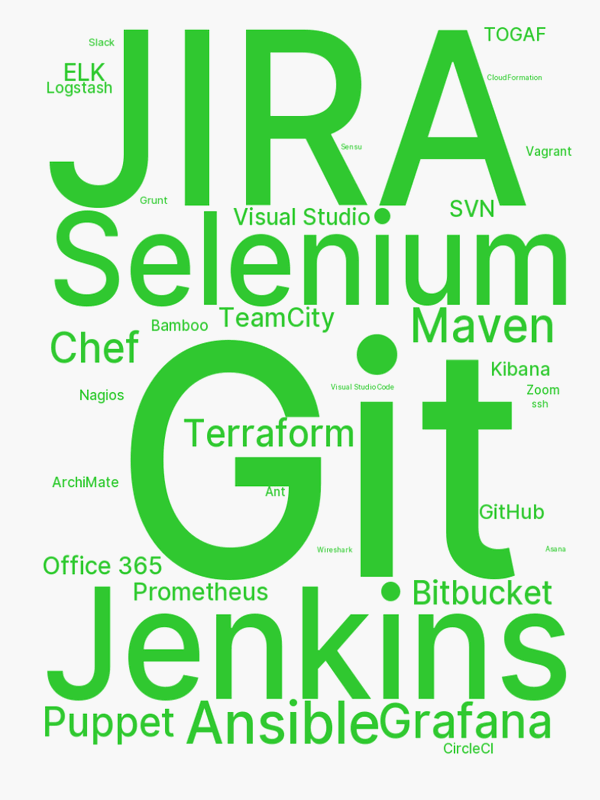 JIRA
TOGAF
Slack
ELK
CloudFormation
Logstash
Sensu
Vagrant
Grunt
SVN
Visual Studio
Selenium
TeamCity
Bamboo
Maven
Chef
Git
Kibana
Visual Studio Code
Zoom
Nagios
ssh
Terraform
ArchiMate
Ant
GitHub
Wireshark
Asana
Office 365
Prometheus
Bitbucket
Jenkins
Puppet
Ansible
Grafana
CircleCI